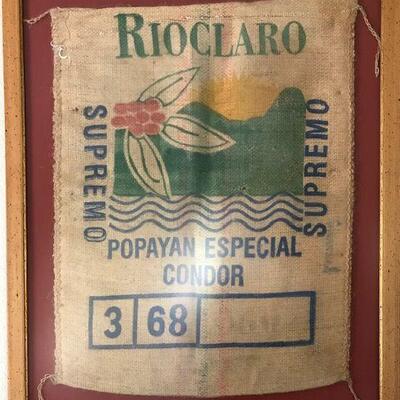 RIOCLARO
SUPREMO
SUPREMO
POPAYAN ESPECIAL
CONDOR
3 68